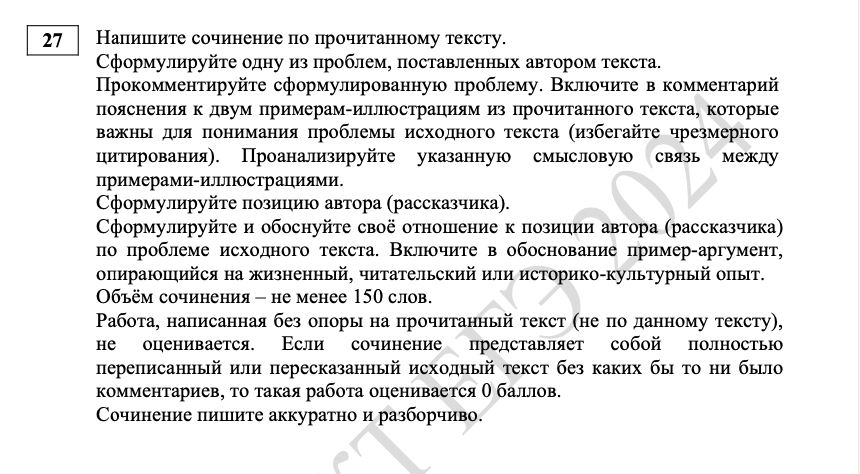 27 Напишите сочинение по прочитанному тексту.
Сформулируйте одну из проблем, поставленных автором текста.
Прокомментируйте сформулированную проблему. Включите в комментарий
пояснения к двум примерам-иллюстрациям из прочитанного текста, которые
важны для понимания проблемы исходного текста (избегайте чрезмерного
цитирования). Проанализируйте указанную смысловую связь между
примерами-иллюстрациями.
Сформулируйте позицию автора (рассказчика).
Сформулируйте и обоснуйте своё отношение к позиции автора (рассказчика)
по проблеме исходного текста. Включите в обоснование пример-аргумент,
опирающийся на жизненный, читательский или историко-культурный опыт.
Объём сочинения – не менее 150 слов.
Работа, написанная без опоры на прочитанный текст (не по данному тексту),
не оценивается. Если сочинение представляет собой полностью
переписанный или пересказанный исходный текст без каких бы то ни было
комментариев, то такая работа оценивается 0 баллов.
Сочинение пишите аккуратно и разборчиво.
ЕГЭ 2024